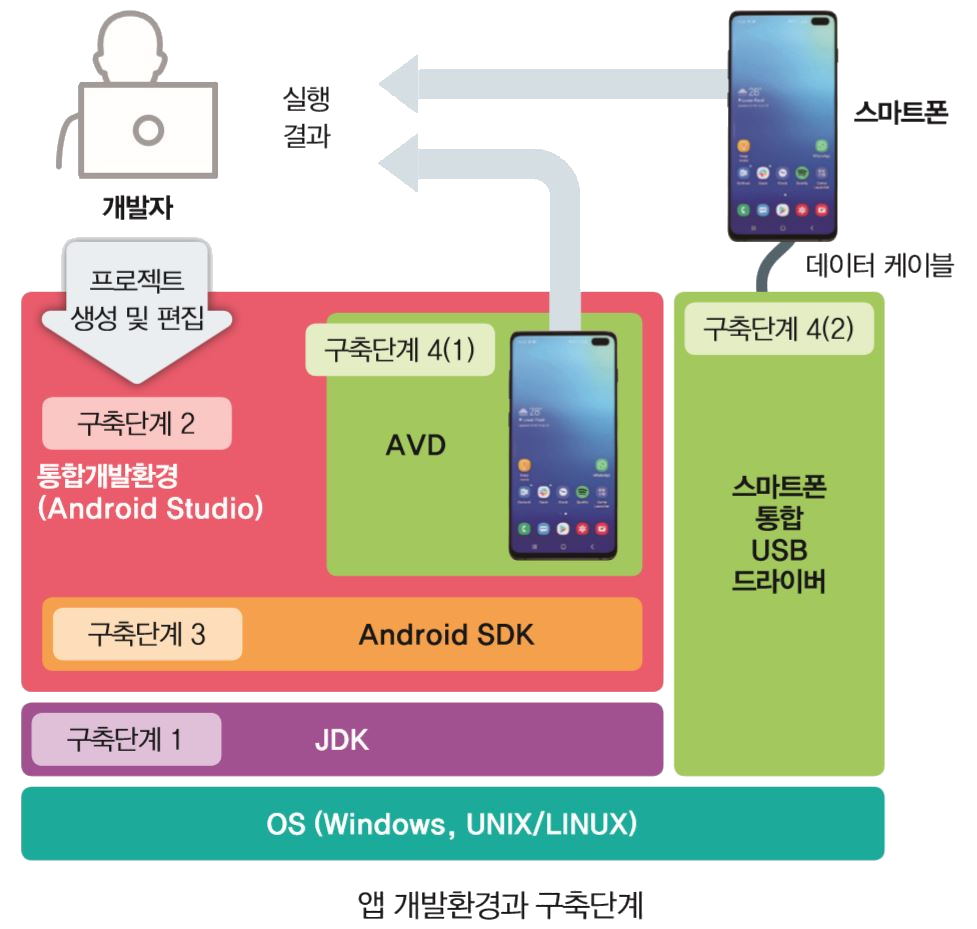 실행
결과
스마트폰
개발자
데이터 케이블
프로젝트
생성 및 편집
구축단계 4(1)
구축단계 4(2)
28°
구축단계 2
AVD
28°
통합개발환경
(Android Studio)
스마트폰
통합
USB
드라이버
구축단계 3
Android SDK
구축단계 1
JDK
OS (Windows, UNIX/LINUX)
앱 개발환경과 구축단계